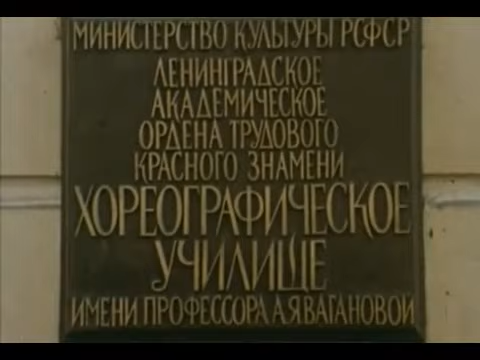 МИНИСТЕРСТВО КУЛЬТУРЫ РСФСР
ЛЕНИНГРАДСКОЕ
АКАДЕМИЧЕСКОЕ
ОРДЕНА ТРУДОВОГО
КРАСНОГО ЗНАМЕНИ
ХОРЕОГРАФИЧЕСКОЕ
УЧИЛИЩЕ
ИМЕНИ ПРОФЕССОРА А.Я ВАГАНОВОЙ